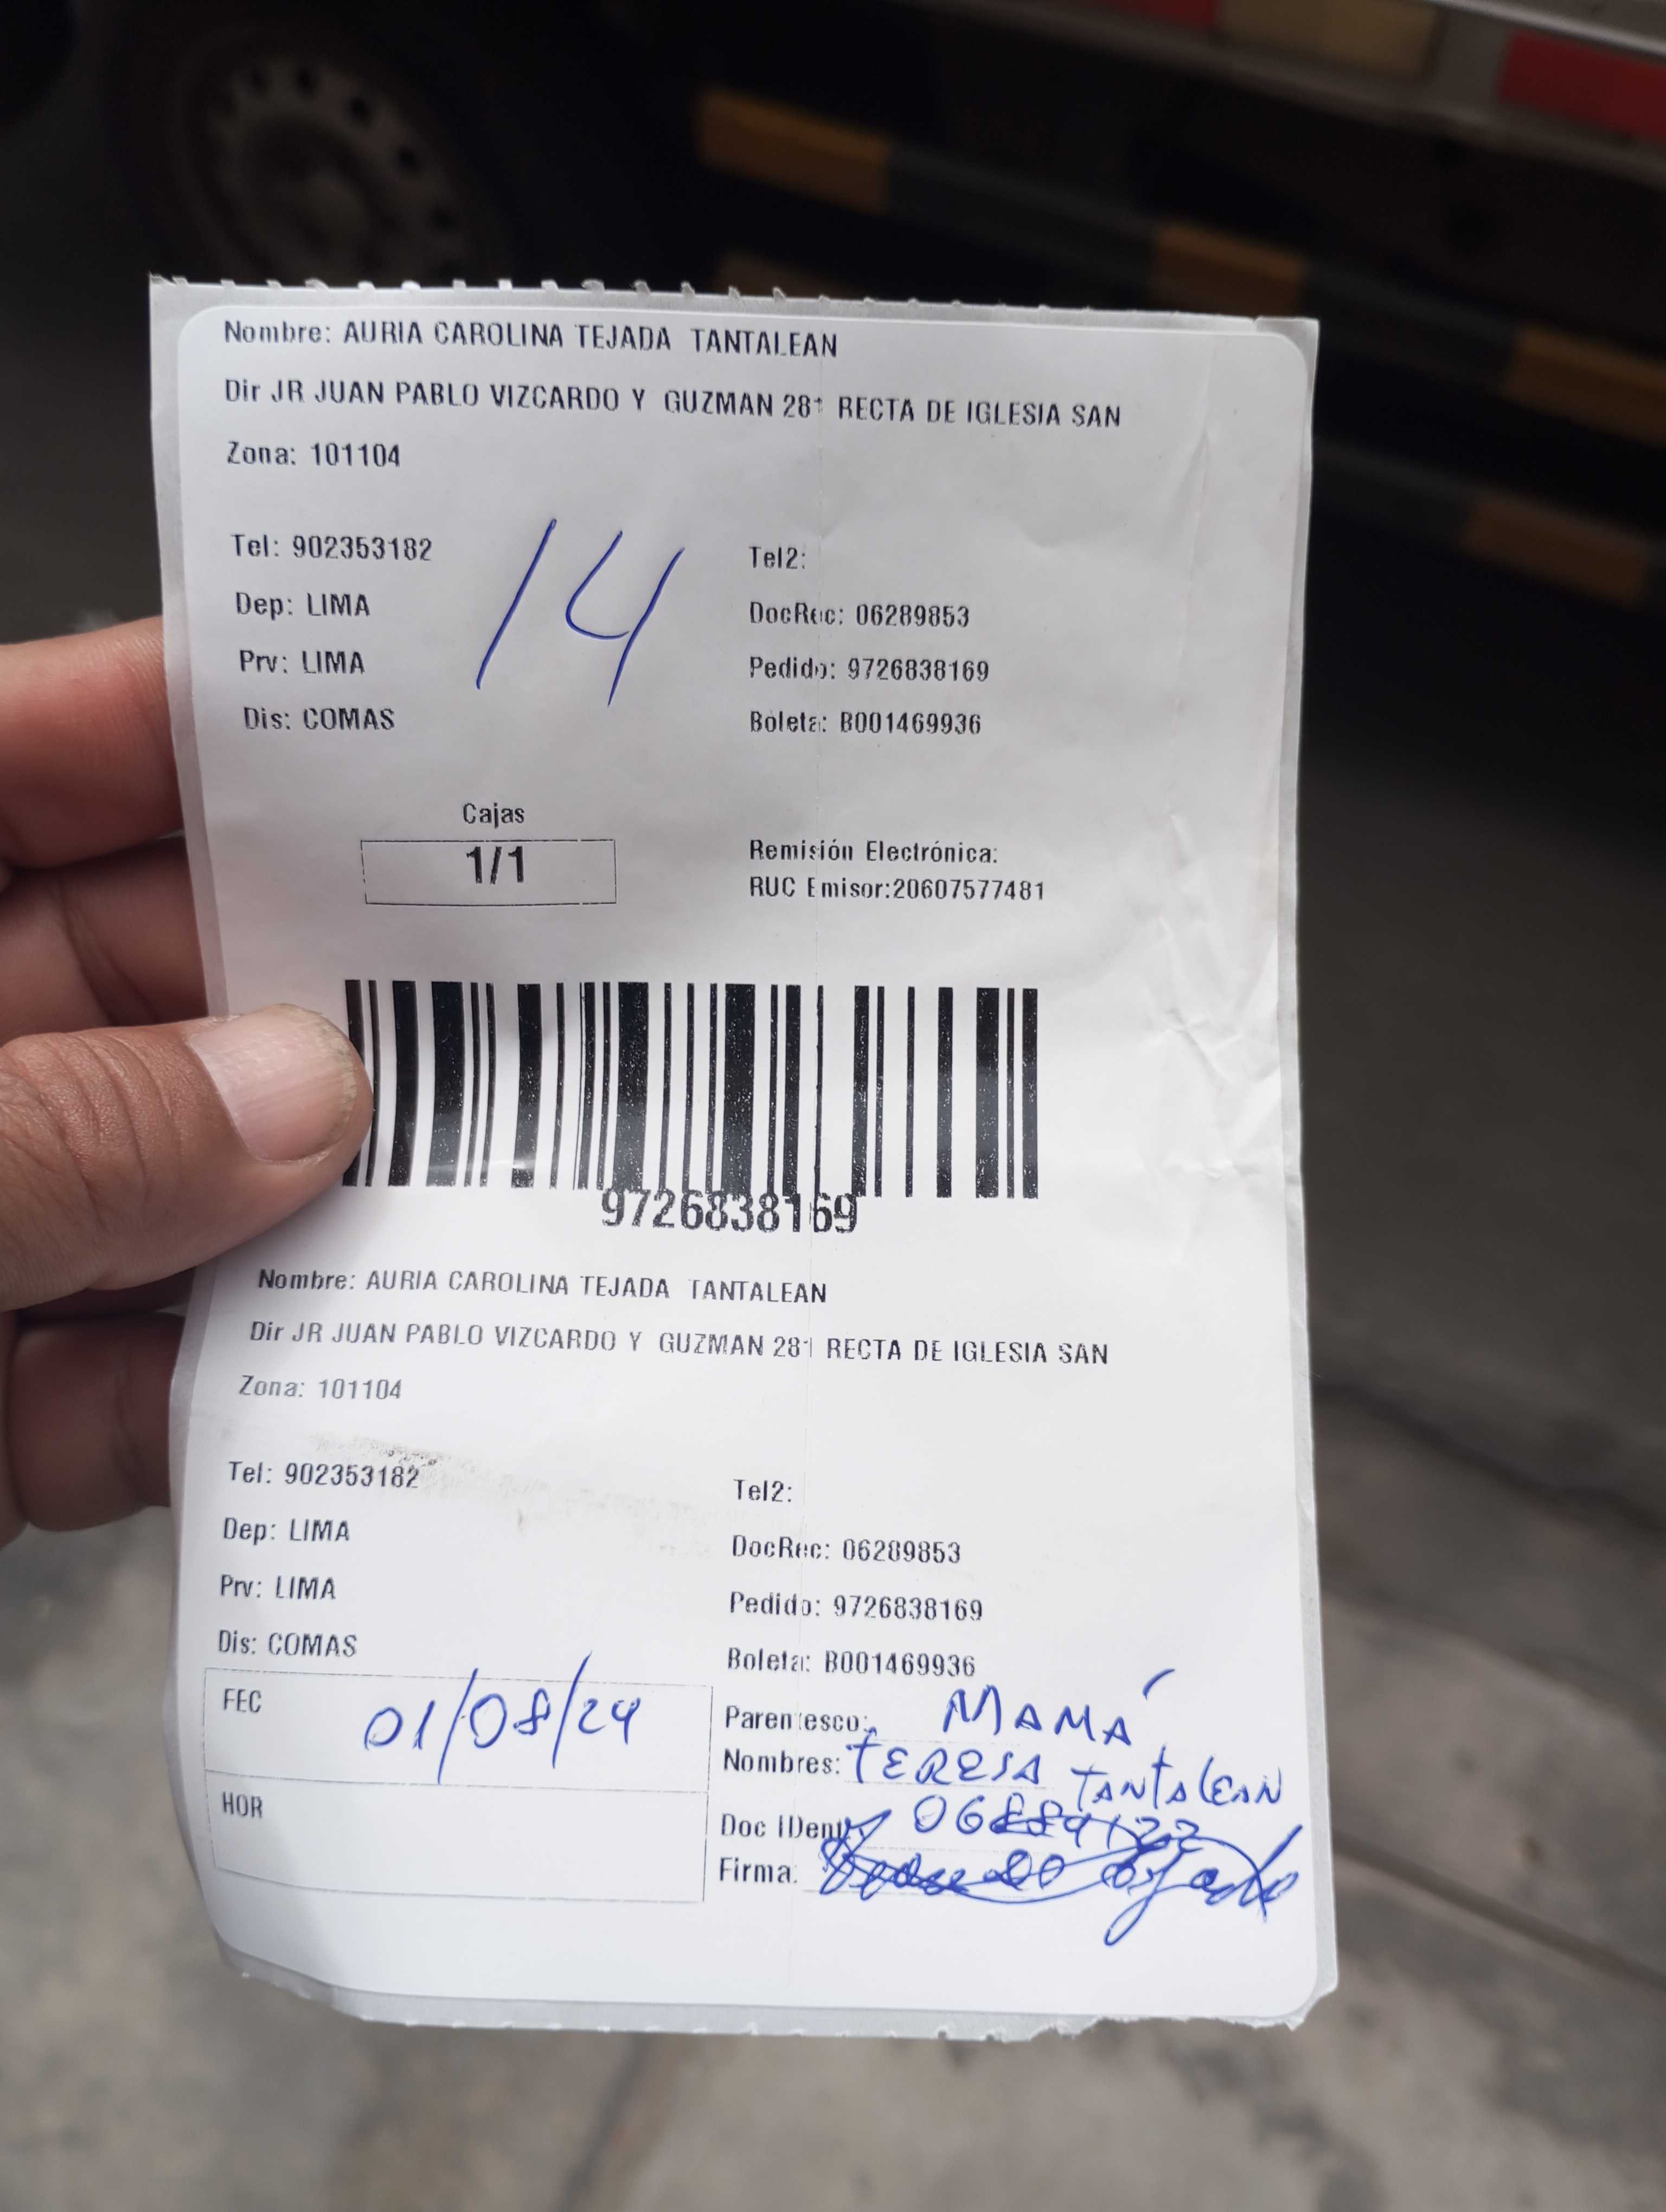 Nombre: AURIA CAROLINA TEJADA TANTALEAN
Dir JR JUAN PABLO VIZCARDO Y GUZMAN 281 RECTA DE IGLESIA SAN
Zona: 101104
14
Tel: 902353182 Tel2:
Dep: LIMA DocRec: 06289853
Prv: LIMA Pedido: 9726838169
Dis: COMAS Boleta: B001469936
Cajas
1/1
Remisión Electrónica:
RUC Emisor:20607577481
9726838169
Nombre: AURIA CAROLINA TEJADA TANTALEAN
Dir JR JUAN PABLO VIZCARDO Y GUZMAN 281 RECTA DE IGLESIA SAN
Zona: 101104
Tel: 902353182 Tel2:
Dep: LIMA DocRec: 06289853
Prv: LIMA Pedido: 9726838169
Dis: COMAS Boleta: B001469936
FEC 01/08/24
HOR
Parentesco: MAMÁ
Nombres: TERESA TANTALEAN
Doc IDent
Firma: